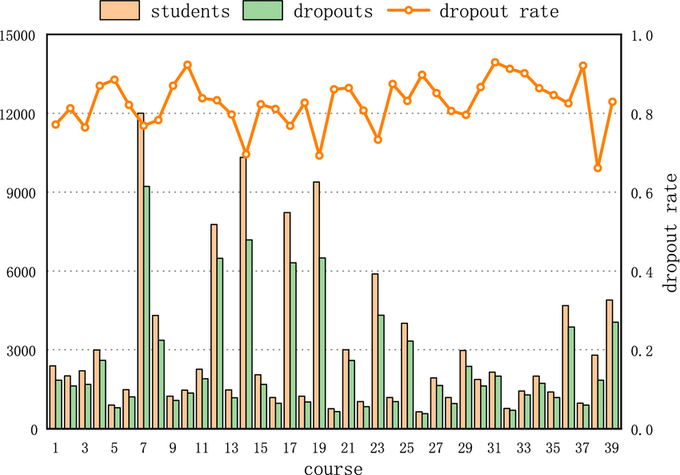 students dropouts dropout rate
15000 1.0
12000 0.8
9000 0.6
6000 0.4
3000 0.2
0 0.0
dropout rate
1 3 5 7 9 11 13 15 17 19 21 23 25 27 29 31 33 35 37 39
course